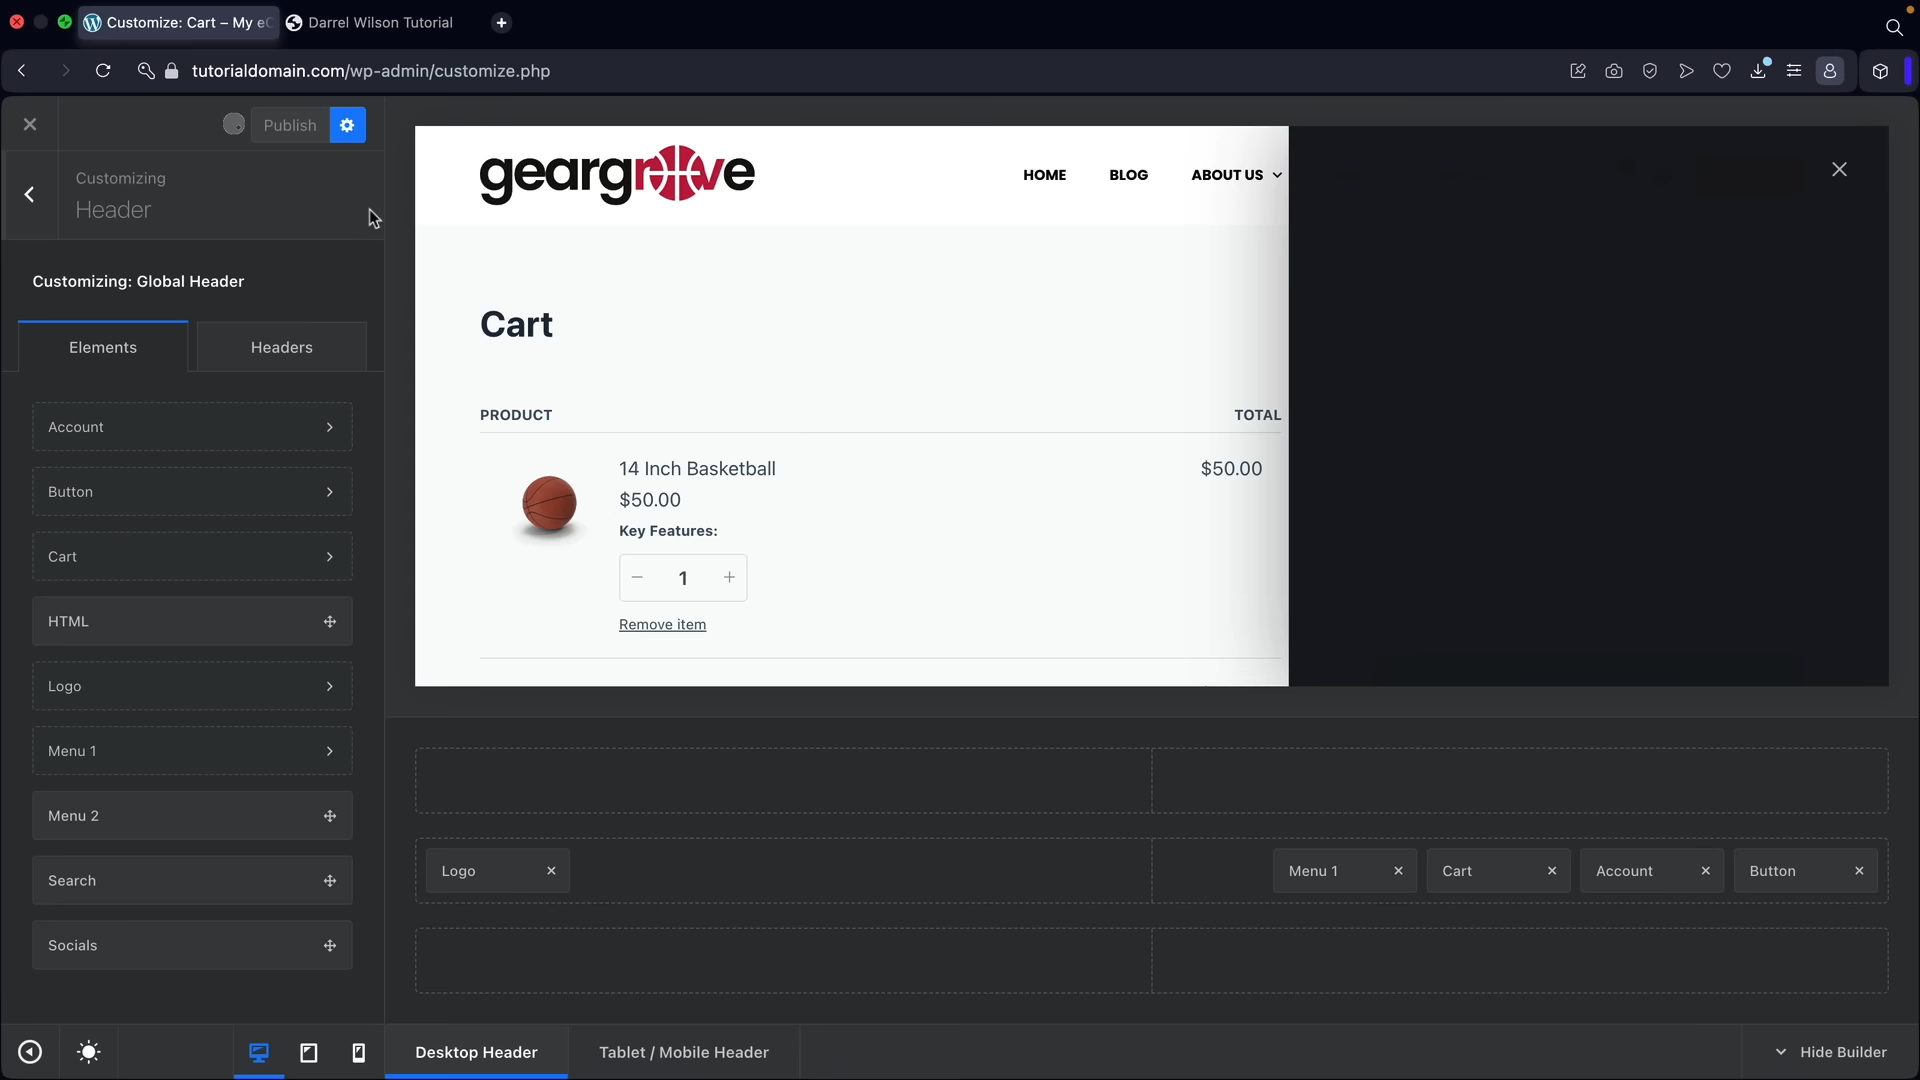 Customize: Cart – My eC
Darrel Wilson Tutorial
tutorialdomain.com/wp-admin/customize.php
Publish
Customizing
Header
Customizing: Global Header
Elements
Headers
Account
Button
Cart
HTML
Logo
Menu 1
Menu 2
Search
Socials
geargroove
HOME
BLOG
ABOUT US
Cart
PRODUCT
TOTAL
14 Inch Basketball
$50.00
$50.00
Key Features:
1
Remove item
Logo
Menu 1
Cart
Account
Button
Desktop Header
Tablet / Mobile Header
Hide Builder